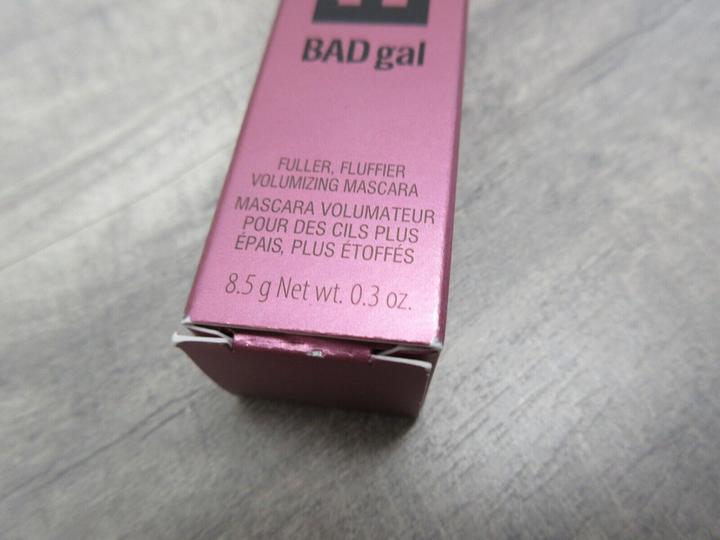 BAD gal
FULLER, FLUFFIER
VOLUMIZING MASCARA
MASCARA VOLUMATEUR
POUR DES CILS PLUS
ÉPAIS, PLUS ÉTOFFÉS
8.5 g Net wt. 0.3 oz.